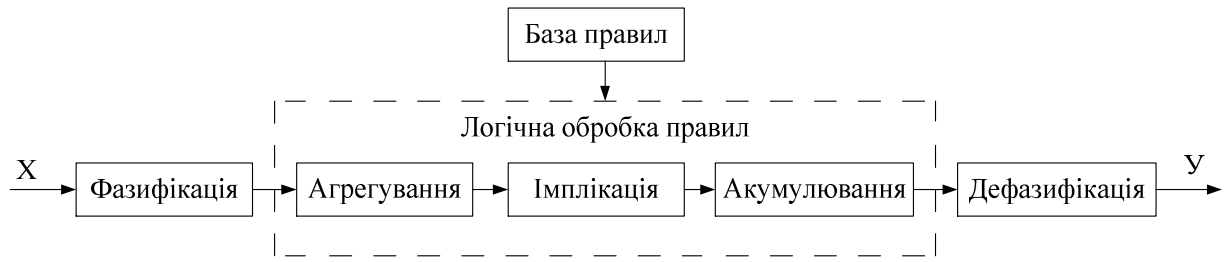 База правил
Логічна обробка правил
X
Фазифікація
Агрегування
Імплікація
Акумулювання
Дефазифікація
У